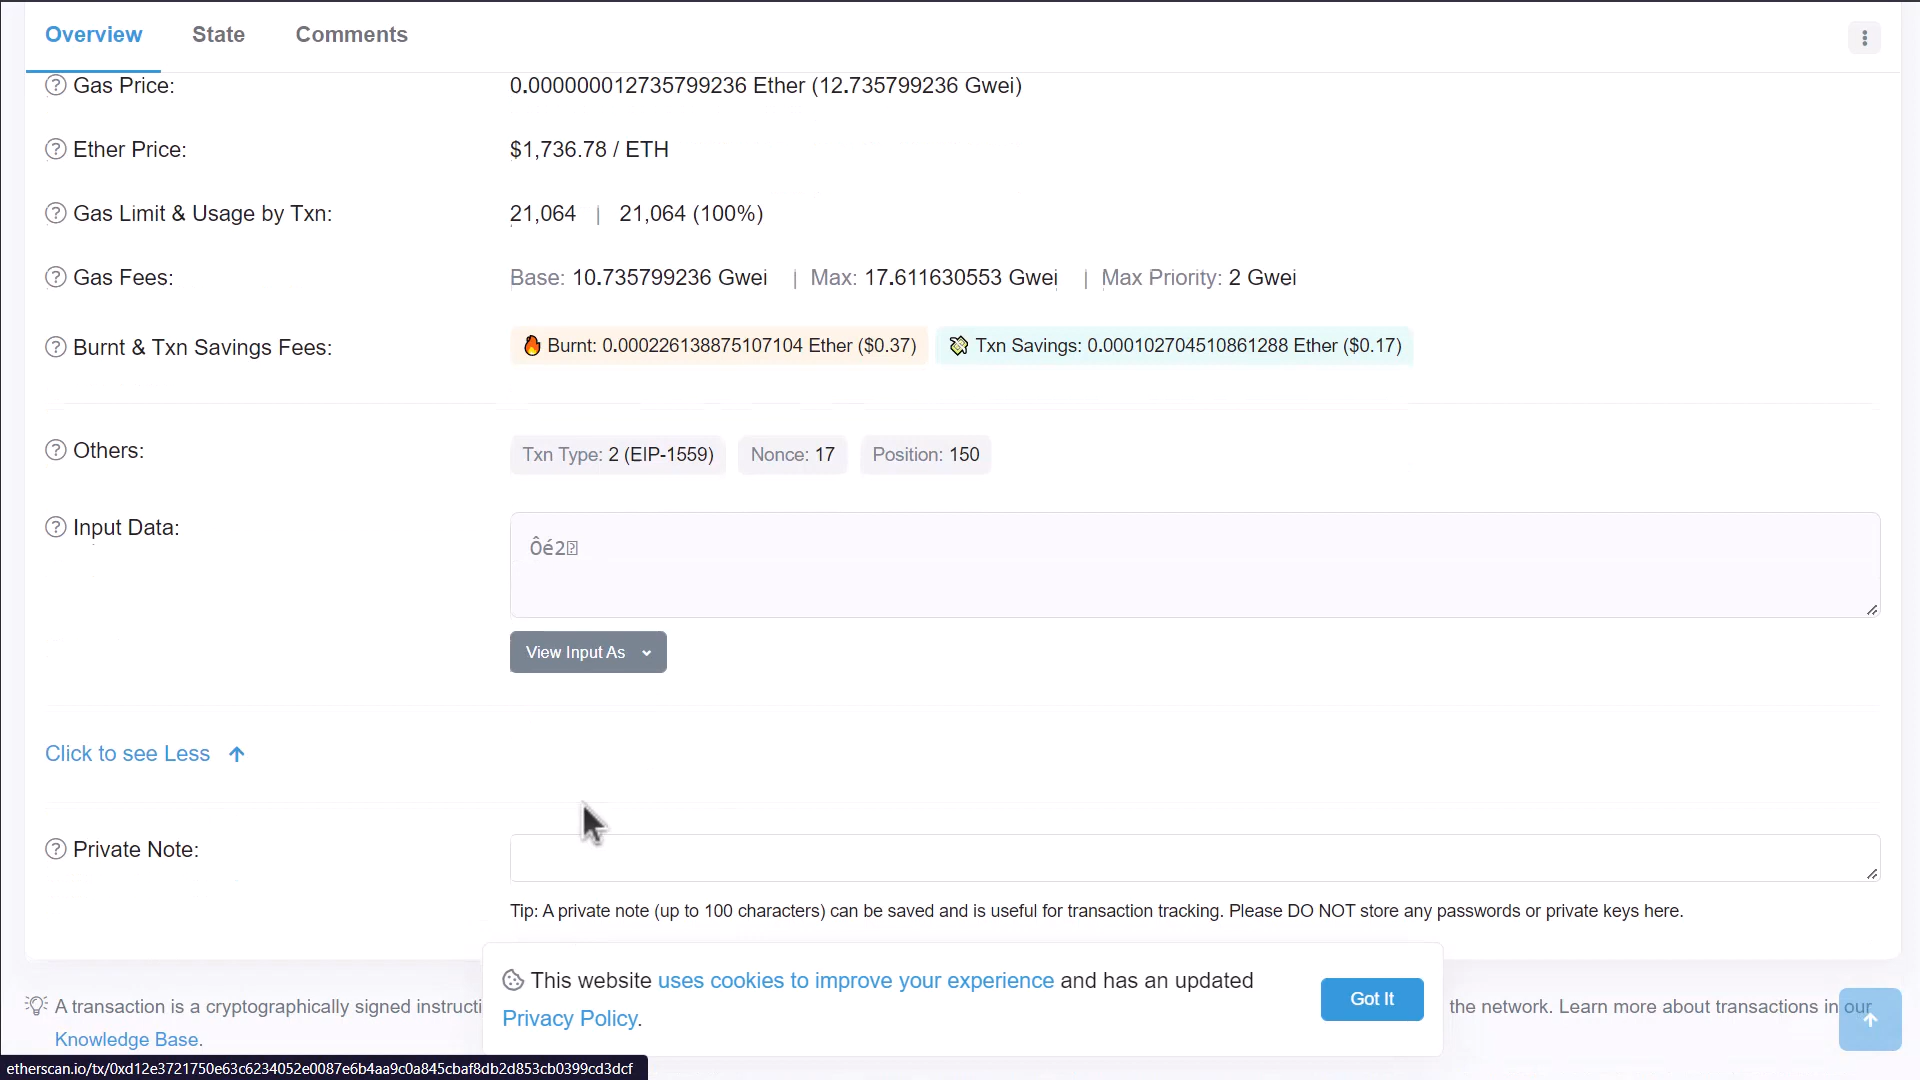 Overview State Comments
Gas Price: 0.000000012735799236 Ether (12.735799236 Gwei)
Ether Price: $1,736.78 / ETH
Gas Limit & Usage by Txn: 21,064 | 21,064 (100%)
Gas Fees: Base: 10.735799236 Gwei | Max: 17.611630553 Gwei | Max Priority: 2 Gwei
Burnt & Txn Savings Fees: 🔥 Burnt: 0.000226138875107104 Ether ($0.37) 💸 Txn Savings: 0.000102704510861288 Ether ($0.17)
Others: Txn Type: 2 (EIP-1559) Nonce: 17 Position: 150
Input Data: Ôé2
View Input As
Click to see Less
Private Note:
Tip: A private note (up to 100 characters) can be saved and is useful for transaction tracking. Please DO NOT store any passwords or private keys here.
This website uses cookies to improve your experience and has an updated
Privacy Policy.
Got It
A transaction is a cryptographically signed instructi the network. Learn more about transactions in our
Knowledge Base.
etherscan.io/tx/0xd12e3721750e63c6234052e0087e6b4aa9c0a845cbaf8db2d853cb0399cd3dcf